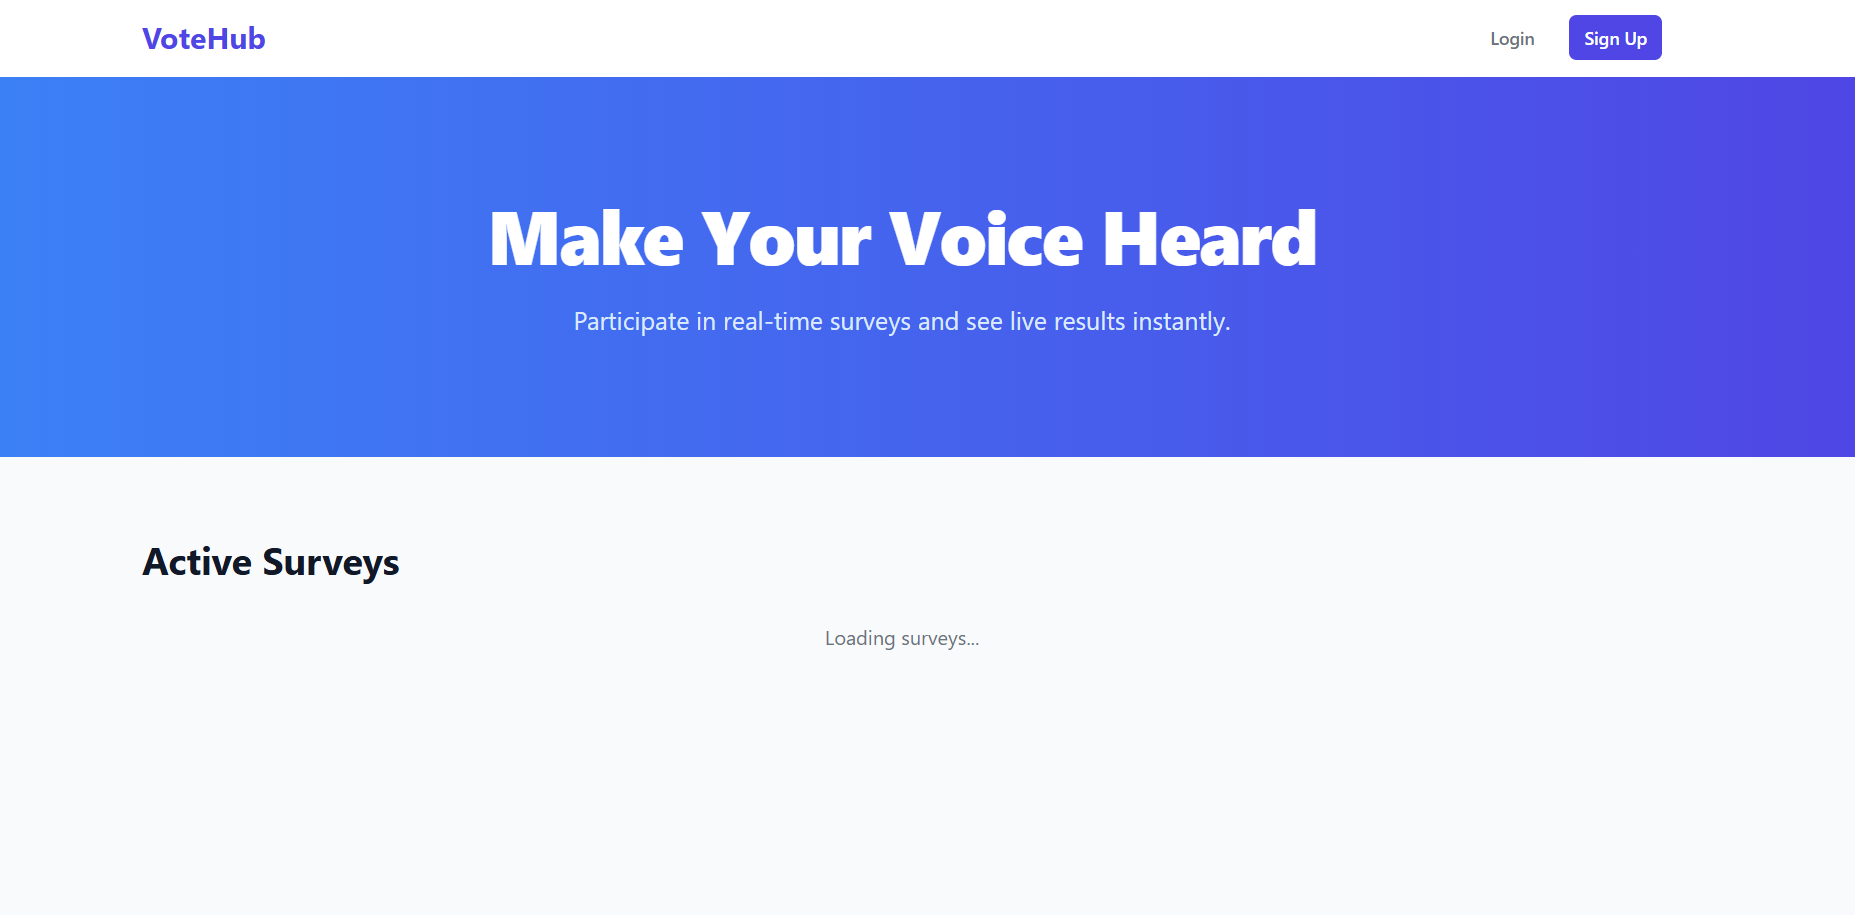 VoteHub
Login
Sign Up
Make Your Voice Heard
Participate in real-time surveys and see live results instantly.
Active Surveys
Loading surveys...